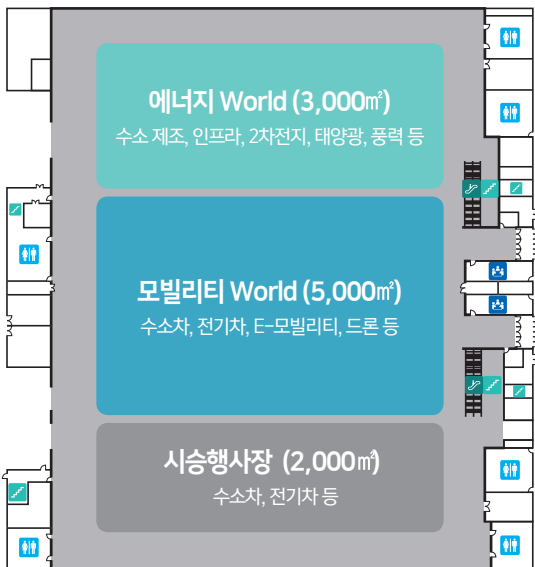 에너지 World (3,000㎡)
수소 제조, 인프라, 2차전지, 태양광, 풍력 등
모빌리티 World (5,000㎡)
수소차, 전기차, E-모빌리티, 드론 등
시승행사장 (2,000㎡)
수소차, 전기차 등